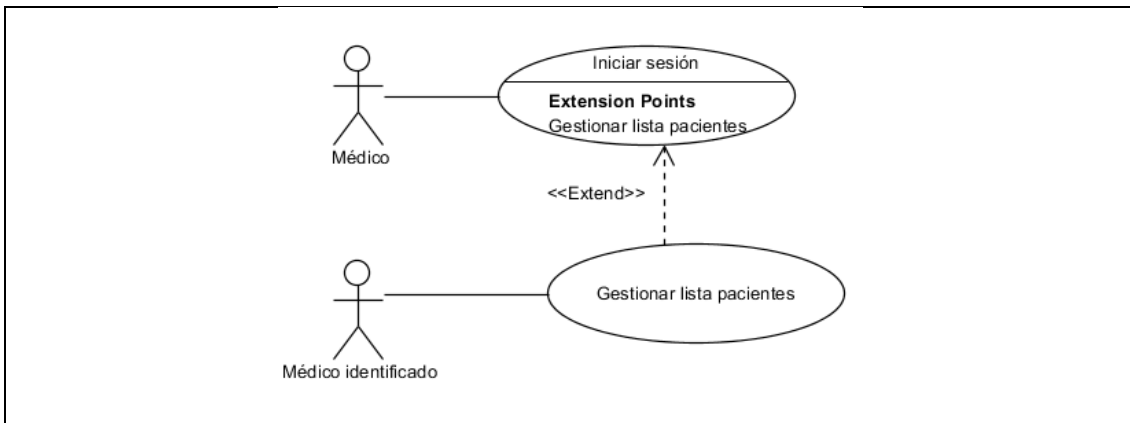 Iniciar sesión
Extension Points
Gestionar lista pacientes
Médico
<<Extend>>
Gestionar lista pacientes
Médico identificado